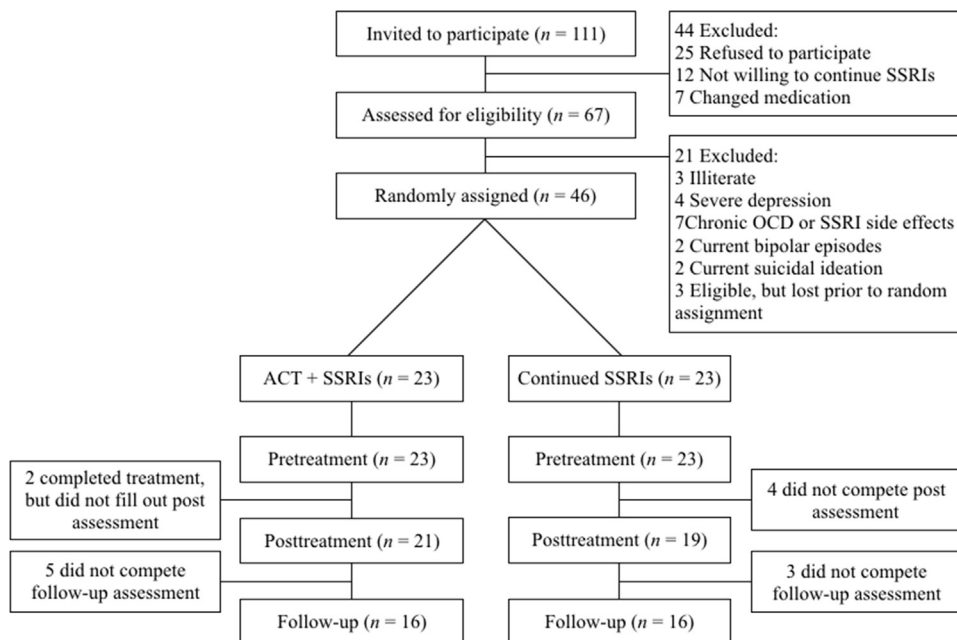 Invited to participate (n = 111)
44 Excluded:
25 Refused to participate
12 Not willing to continue SSRIs
7 Changed medication
Assessed for eligibility (n = 67)
21 Excluded:
3 Illiterate
4 Severe depression
7Chronic OCD or SSRI side effects
2 Current bipolar episodes
2 Current suicidal ideation
3 Eligible, but lost prior to random
assignment
Randomly assigned (n = 46)
ACT + SSRIs (n = 23)
Continued SSRIs (n = 23)
Pretreatment (n = 23)
Pretreatment (n = 23)
2 completed treatment,
but did not fill out post
assessment
4 did not compete post
assessment
Posttreatment (n = 21)
Posttreatment (n = 19)
5 did not compete
follow-up assessment
3 did not compete
follow-up assessment
Follow-up (n = 16)
Follow-up (n = 16)